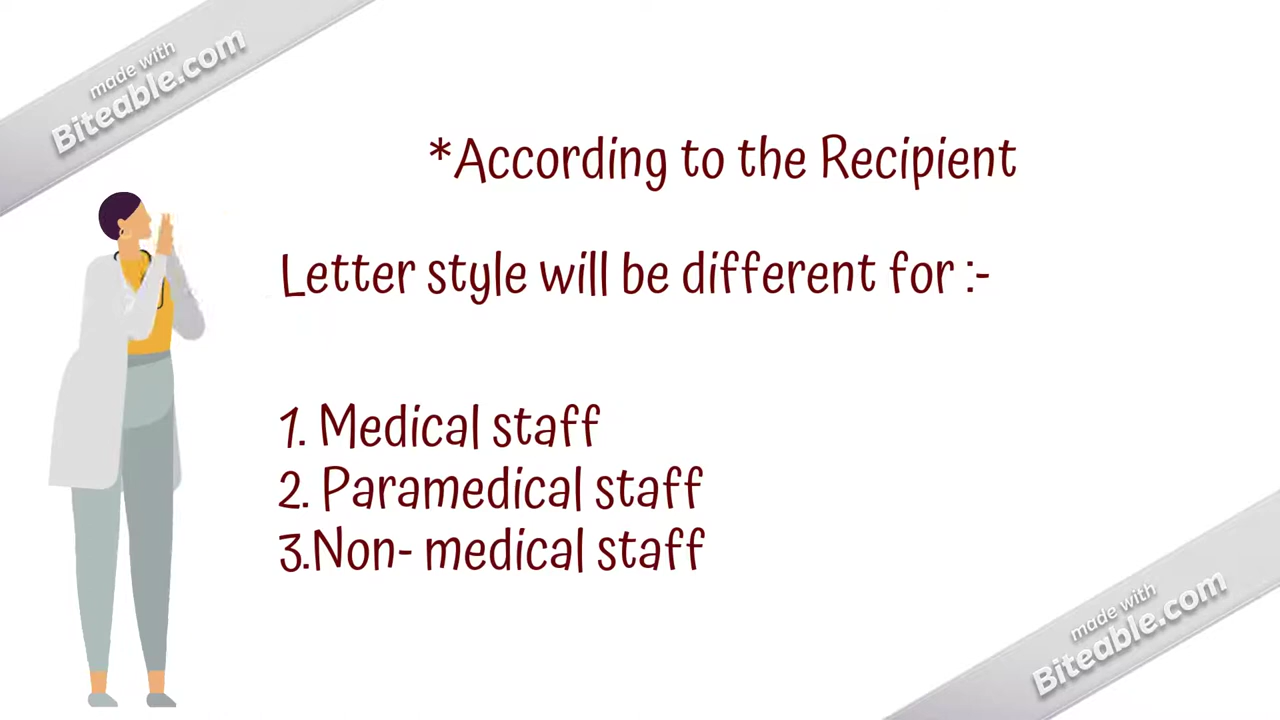 made with
Biteable.com
*According to the Recipient
Letter style will be different for :-
1. Medical staff
2. Paramedical staff
3.Non- medical staff
made with
Biteable.com